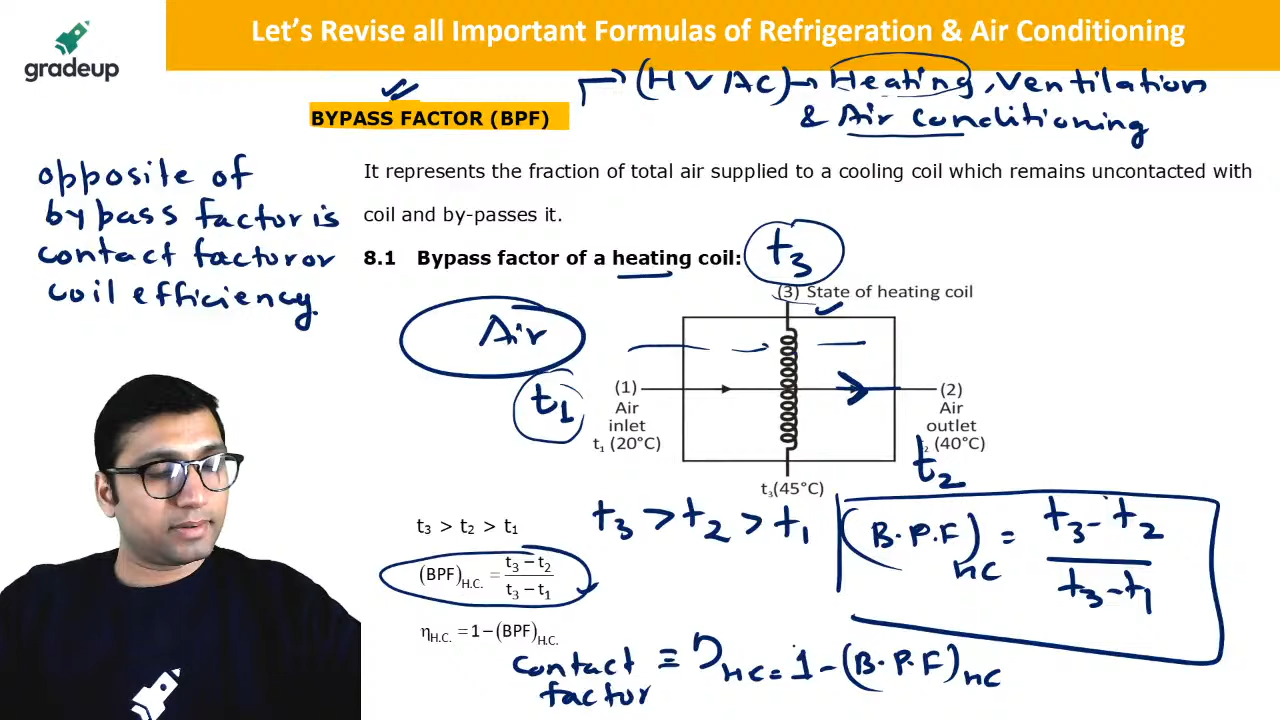 Let's Revise all Important Formulas of Refrigeration & Air Conditioning
gradeup
(HVAC) → Heating, Ventilation
& Air Conditioning
BYPASS FACTOR (BPF)
opposite of
bypass factor is
contact factor or
coil efficiency.
It represents the fraction of total air supplied to a cooling coil which remains uncontacted with
coil and by-passes it.
8.1 Bypass factor of a heating coil:
t3
(3) State of heating coil
Air
t1
(1)
Air
inlet
t₁ (20°C)
(2)
Air
outlet
t₂ (40°C)
t2
t₃(45°C)
t₃ > t₂ > t₁
t3 > t2 > t1
(BPF)H.C. = t₃ − t₂ / t₃ − t₁
(B.P.F)HC = t3 - t2 / t3 - t1
ηH.C. = 1 − (BPF)H.C.
contact factor ≡ ηHC = 1 - (B.P.F)HC